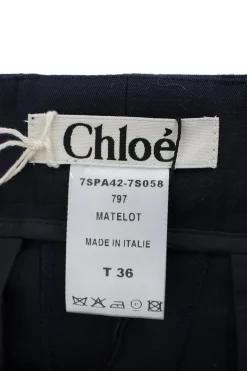 Chloé
7SPA42-7S058
797
MATELOT
MADE IN ITALIE
T 36